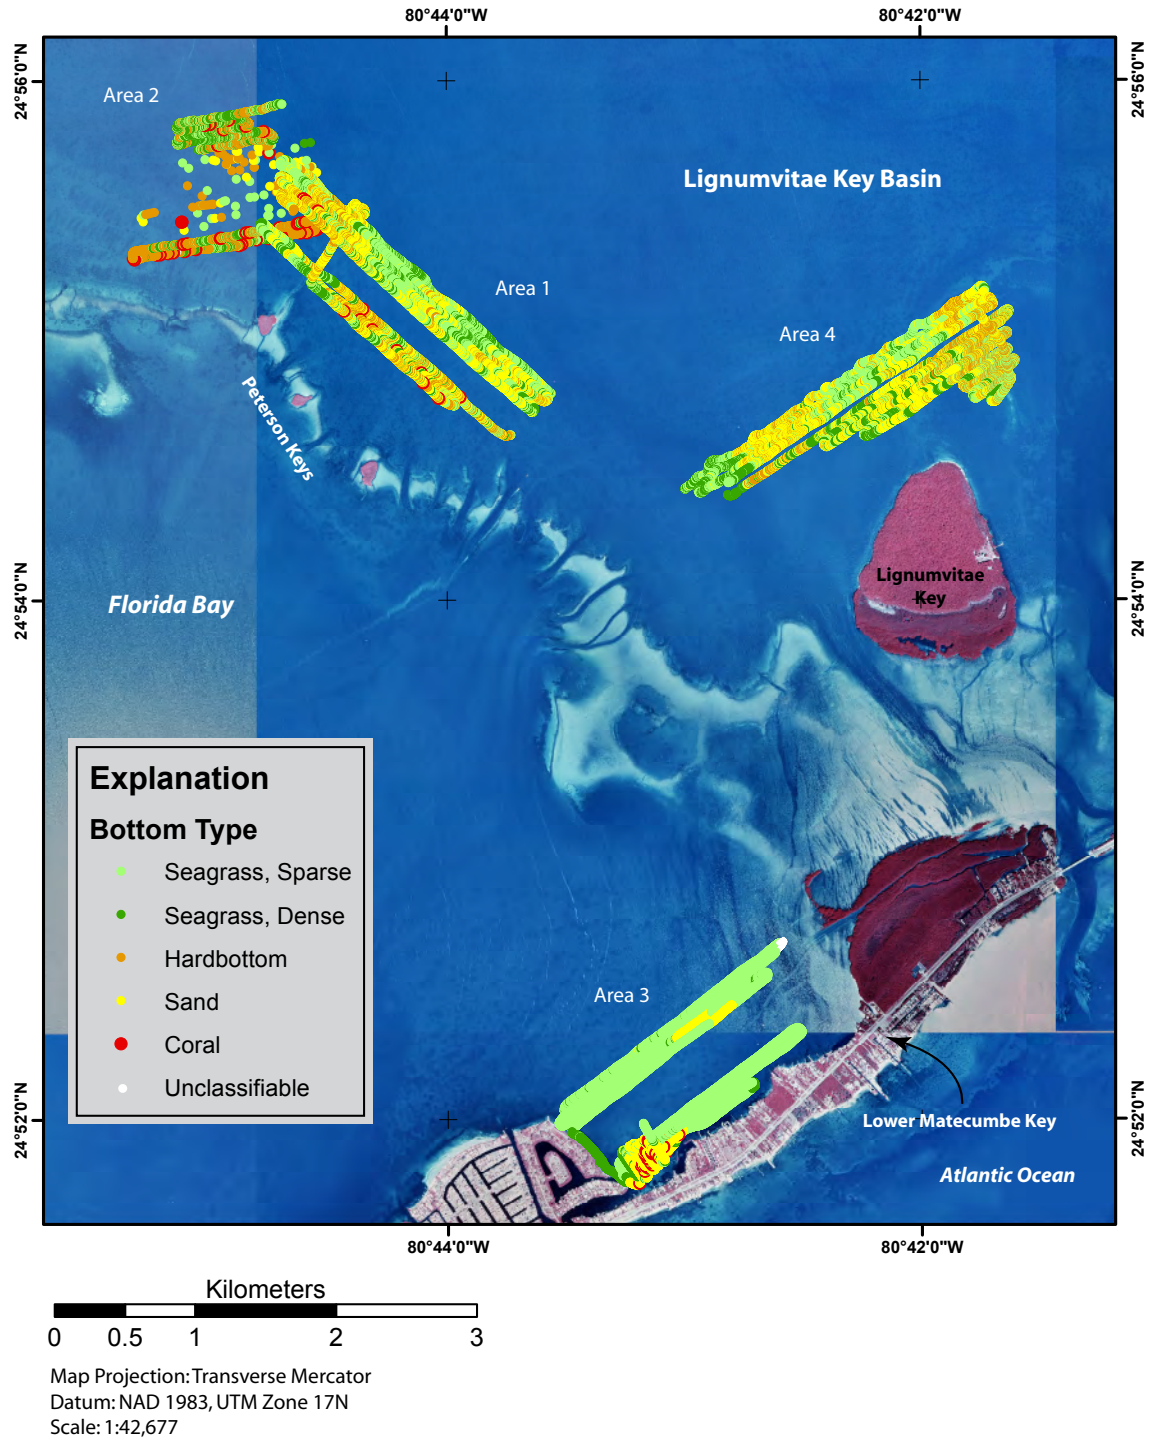 80°44'0"W
80°42'0"W
24°56'0"N
24°56'0"N
Area 2
Lignumvitae Key Basin
Area 1
Area 4
Peterson Keys
Lignumvitae
Key
24°54'0"N
24°54'0"N
Florida Bay
Explanation
Bottom Type
Seagrass, Sparse
Seagrass, Dense
Hardbottom
Sand
Coral
Unclassifiable
Area 3
24°52'0"N
24°52'0"N
Lower Matecumbe Key
Atlantic Ocean
80°44'0"W
80°42'0"W
Kilometers
0 0.5 1 2 3
Map Projection: Transverse Mercator
Datum: NAD 1983, UTM Zone 17N
Scale: 1:42,677